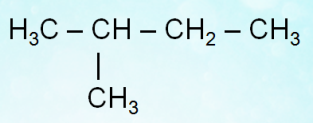 H₃C – CH – CH₂ – CH₃
|
CH₃